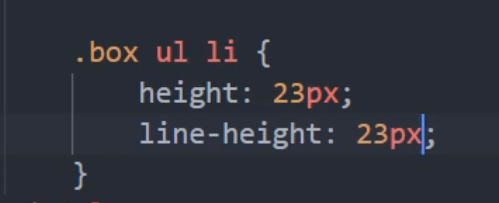 .box ul li {
height: 23px;
line-height: 23px;
}